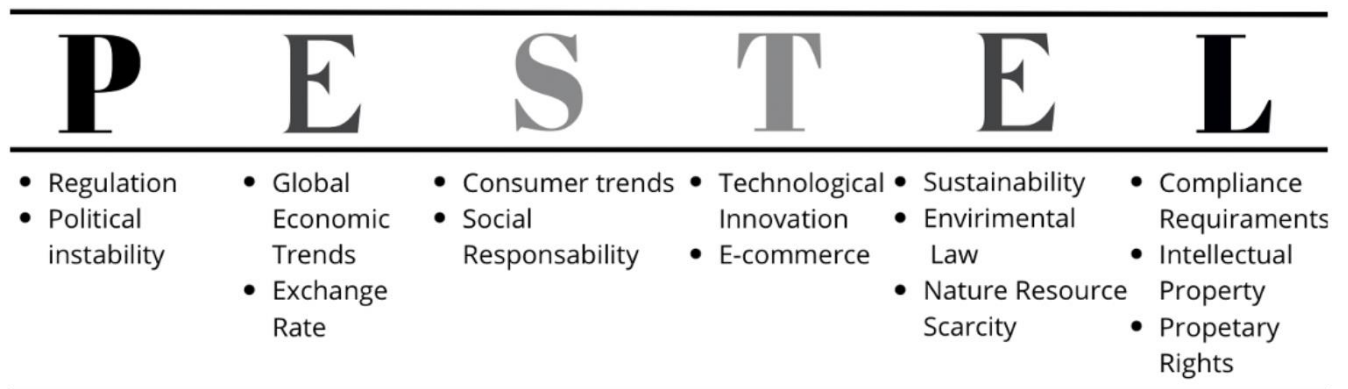 P E S T E L
Regulation
Political
instability
Global
Economic
Trends
Exchange
Rate
Consumer trends
Social
Responsability
Technological
Innovation
E-commerce
Sustainability
Envirimental
Law
Nature Resource
Scarcity
Compliance
Requiraments
Intellectual
Property
Propetary
Rights